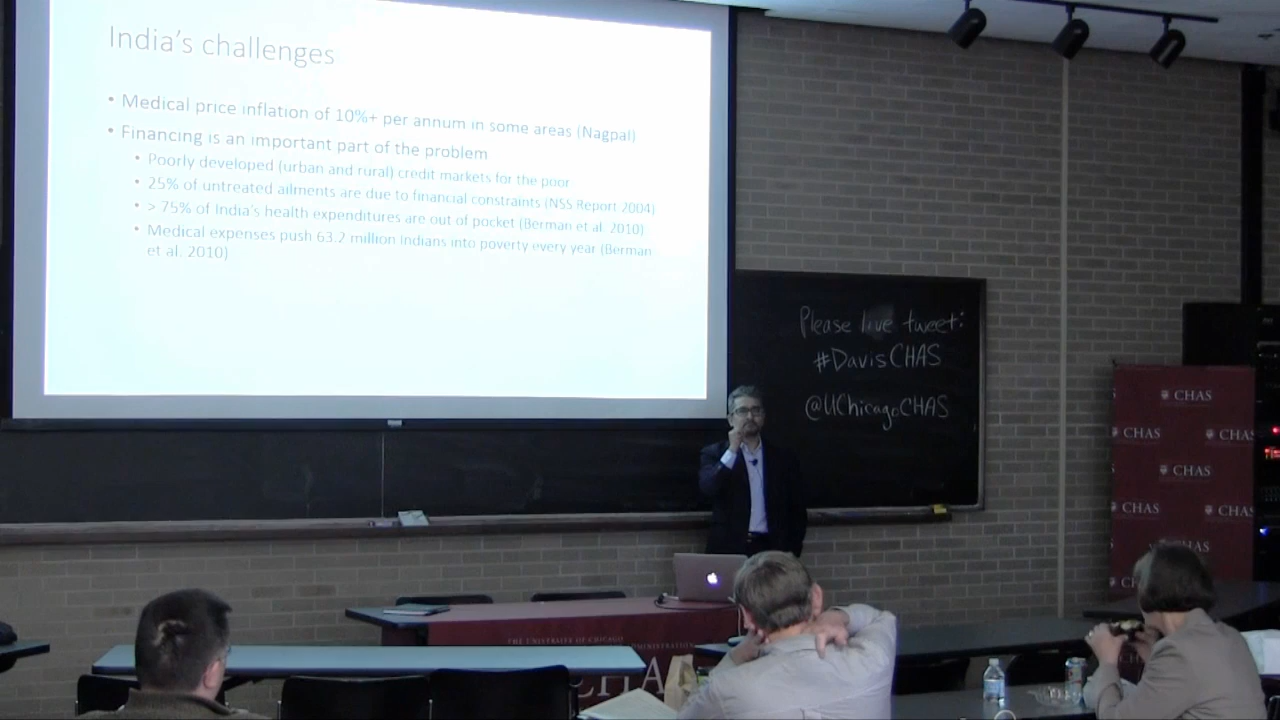 India's challenges
• Medical price inflation of 10%+ per annum in some areas (Nagpal)
• Financing is an important part of the problem
• Poorly developed (urban and rural) credit markets for the poor
• 25% of untreated ailments are due to financial constraints (NSS Report 2004)
• > 75% of India's health expenditures are out of pocket (Berman et al. 2010)
• Medical expenses push 63.2 million Indians into poverty every year (Berman
et al. 2010)
Please live tweet:
#DavisCHAS
@UChicagoCHAS
CHAS
CHAS
CHAS
CHAS
CHAS
CHAS
CHAS
THE UNIVERSITY OF CHICAGO
CHA